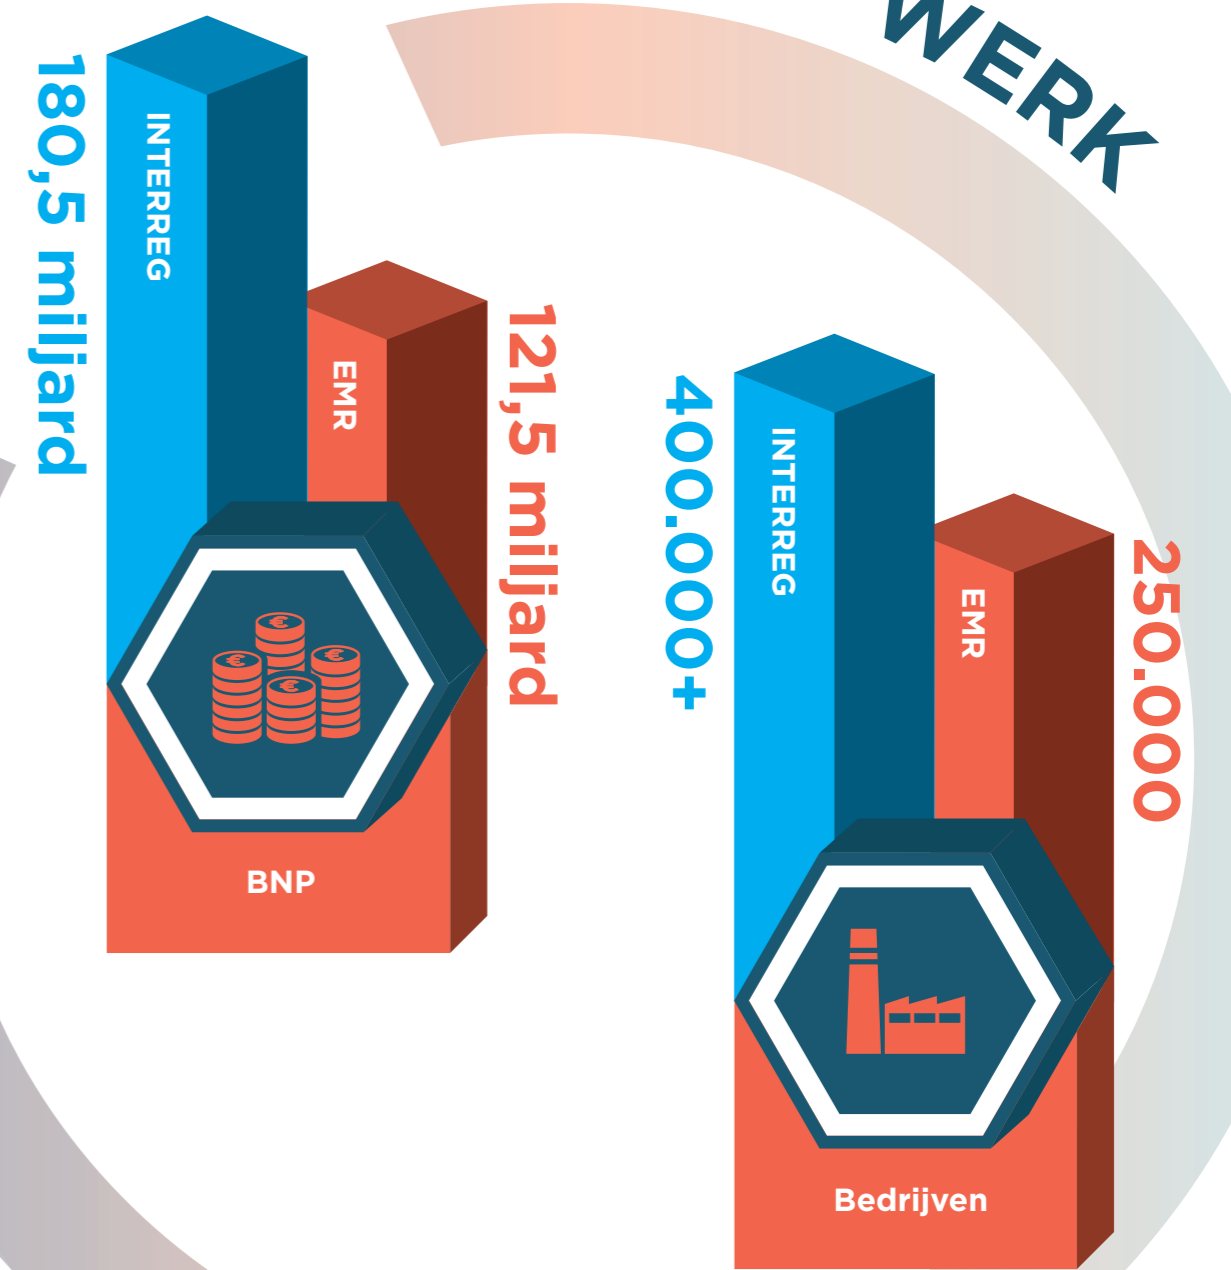 WERK
180,5 miljard
INTERREG
EMR
121,5 miljard
BNP
400.000+
INTERREG
EMR
250.000
Bedrijven